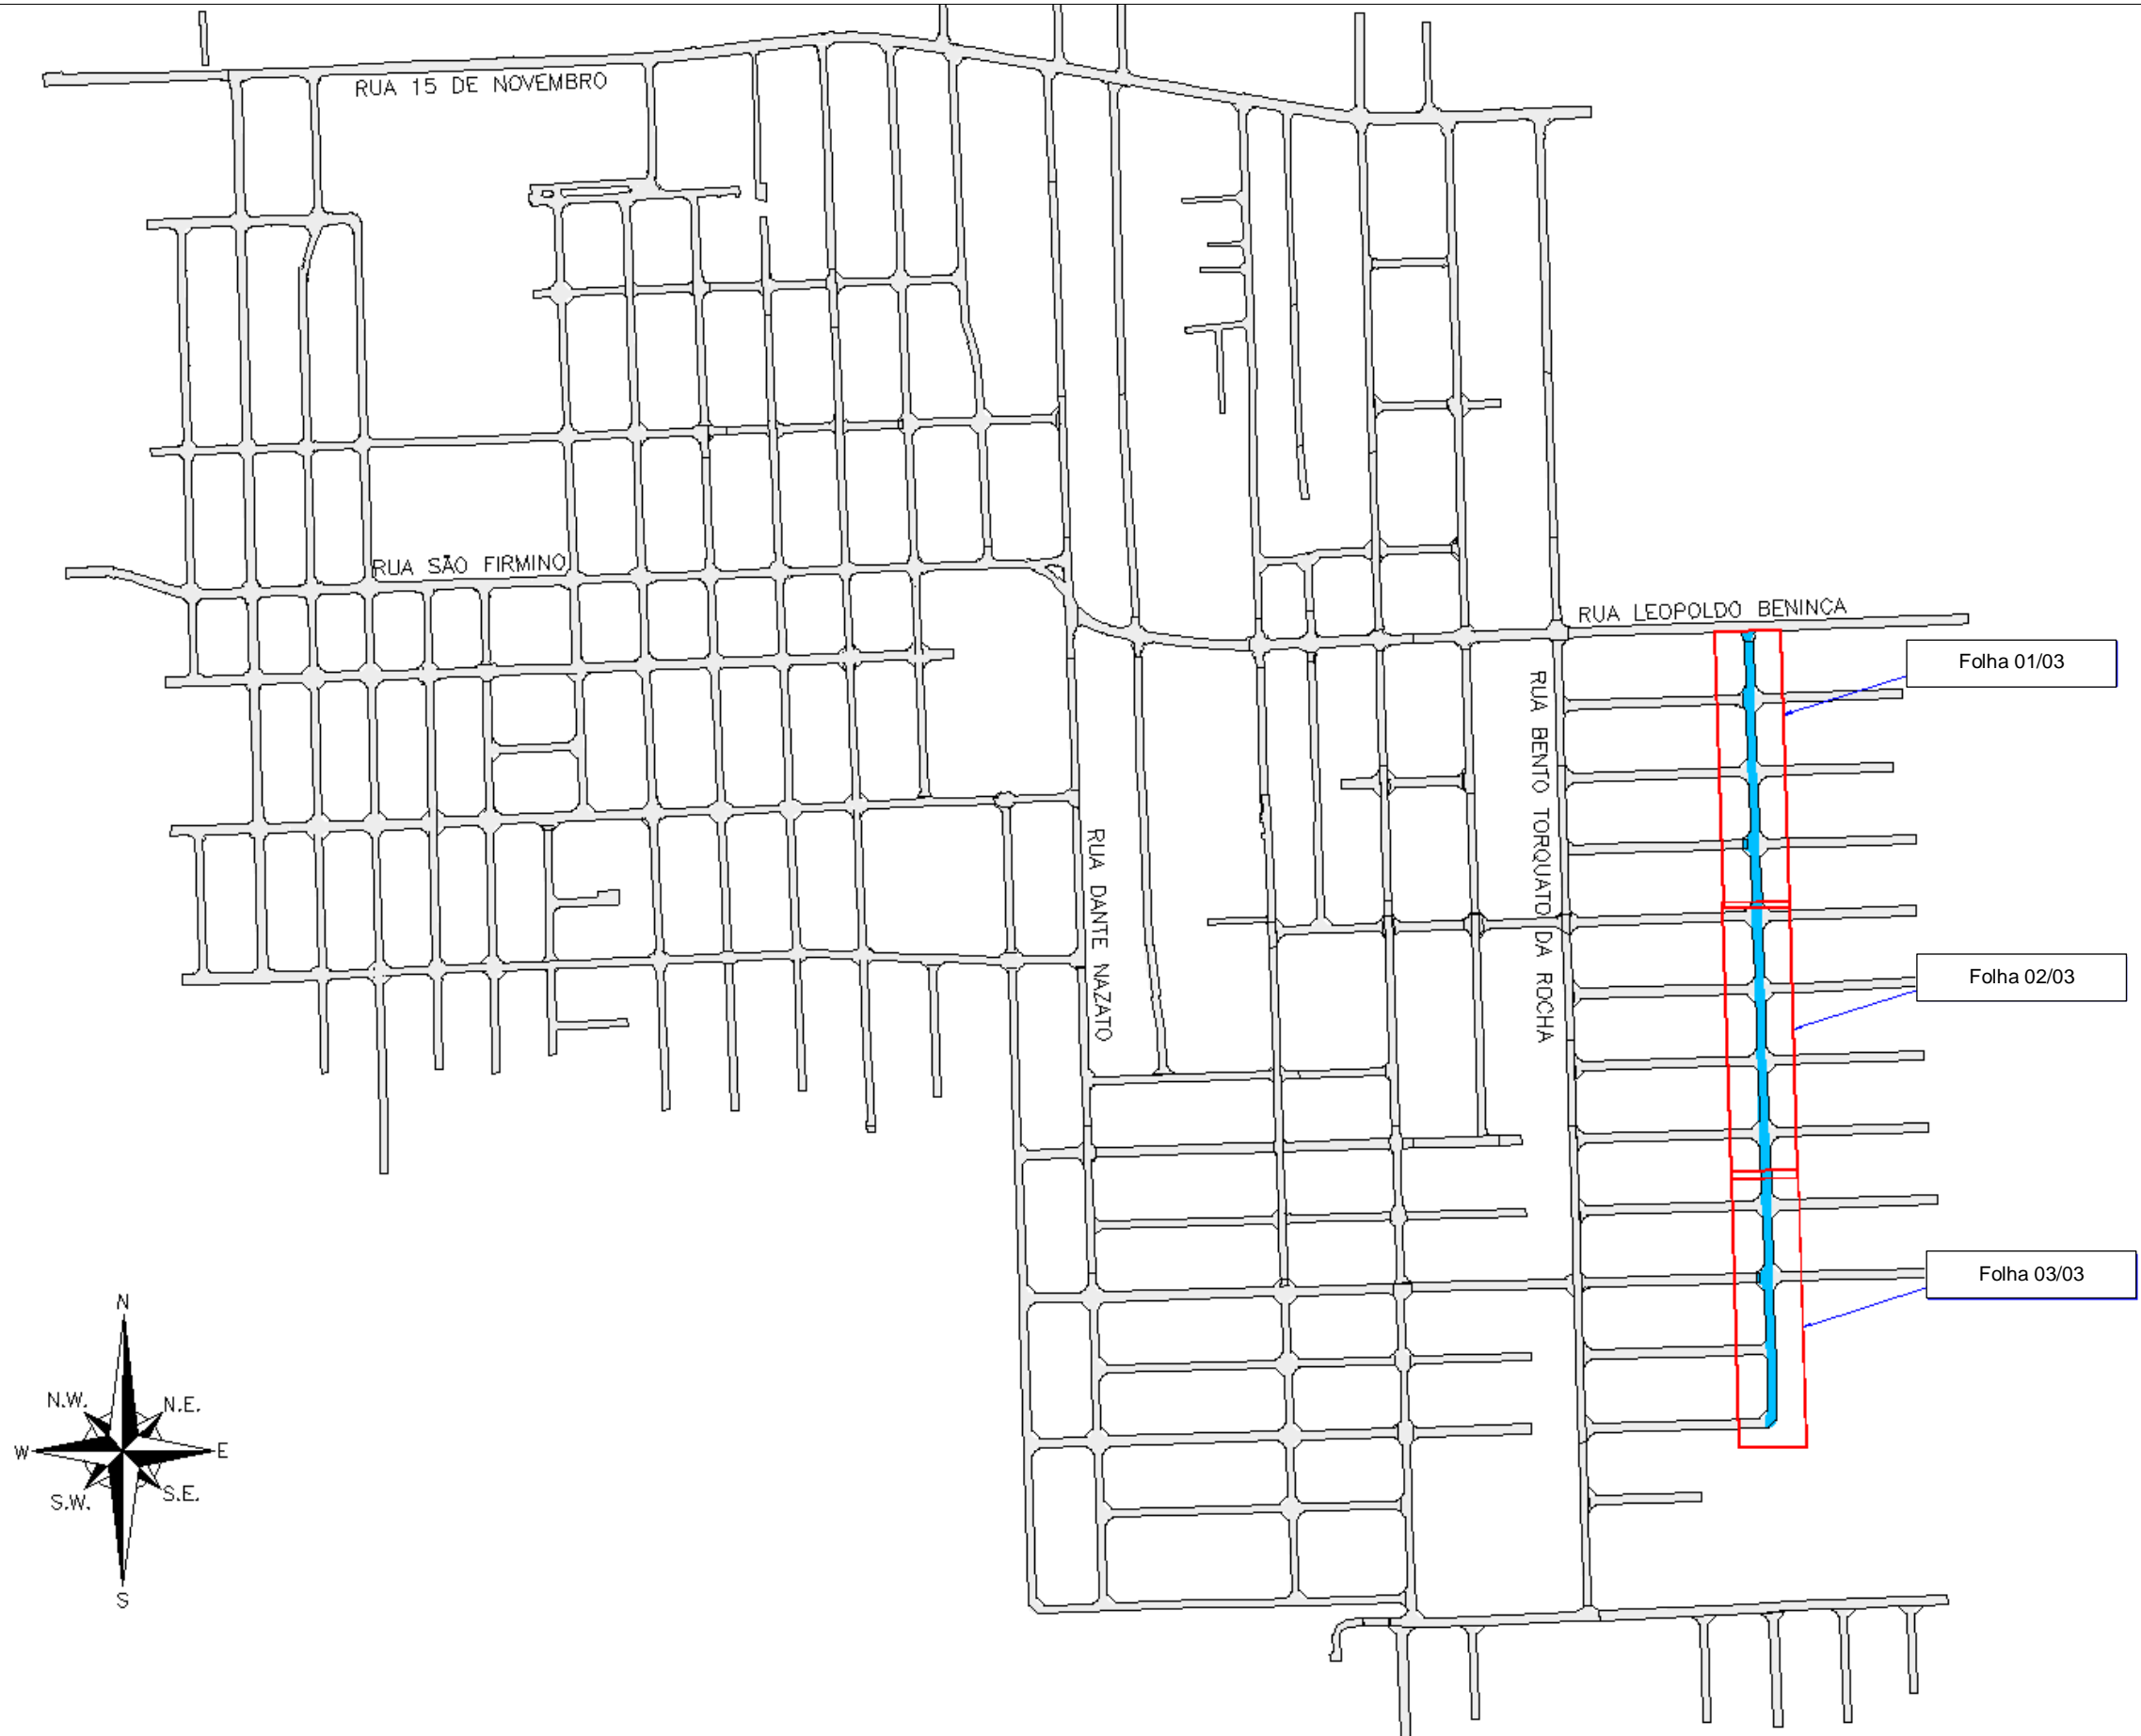 RUA 15 DE NOVEMBRO
RUA SÃO FIRMINO
RUA LEOPOLDO BENINCA
Folha 01/03
RUA BENTO TORQUATO DA ROCHA
RUA DANTE NAZATO
Folha 02/03
Folha 03/03
N
N.W.
N.E.
W
E
S.W.
S.E.
S